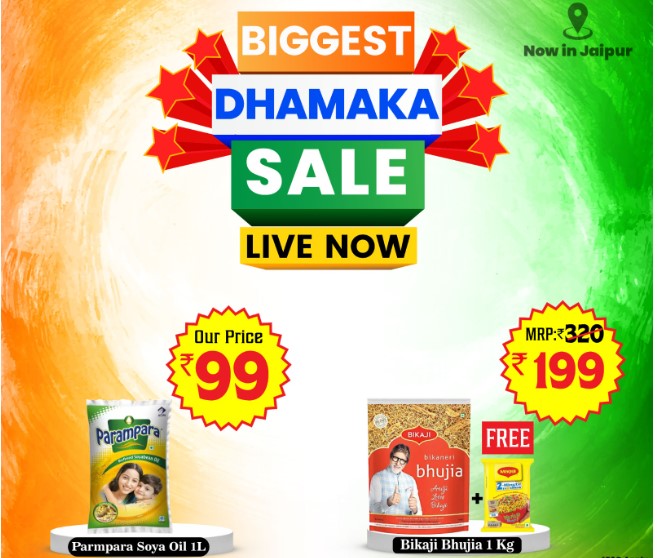 BIGGEST
DHAMAKA
SALE
LIVE NOW
Now in Jaipur
Our Price
₹99
MRP:₹320
₹199
Parampara
BIKAJI
bikaneri
bhujia
FREE
+
MAGGI
Parmpara Soya Oil 1L
Bikaji Bhujia 1 Kg